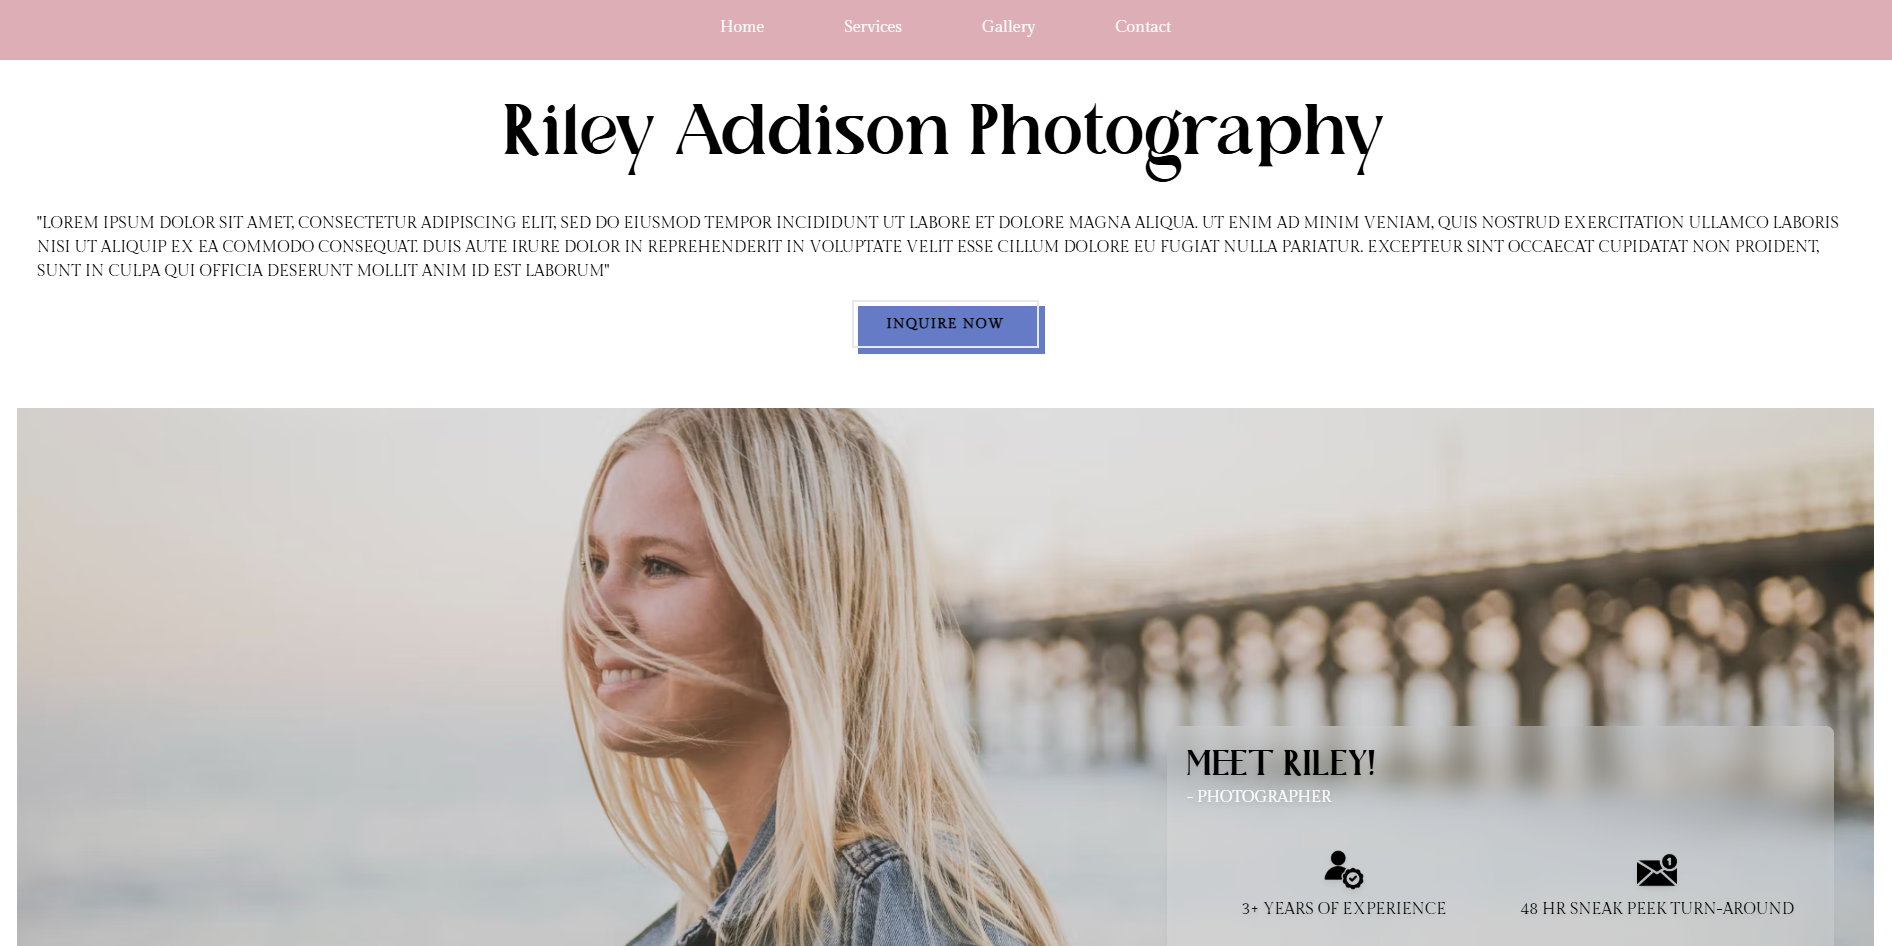 Home Services Gallery Contact
Riley Addison Photography
"LOREM IPSUM DOLOR SIT AMET, CONSECTETUR ADIPISCING ELIT, SED DO EIUSMOD TEMPOR INCIDIDUNT UT LABORE ET DOLORE MAGNA ALIQUA. UT ENIM AD MINIM VENIAM, QUIS NOSTRUD EXERCITATION ULLAMCO LABORIS
NISI UT ALIQUIP EX EA COMMODO CONSEQUAT. DUIS AUTE IRURE DOLOR IN REPREHENDERIT IN VOLUPTATE VELIT ESSE CILLUM DOLORE EU FUGIAT NULLA PARIATUR. EXCEPTEUR SINT OCCAECAT CUPIDATAT NON PROIDENT,
SUNT IN CULPA QUI OFFICIA DESERUNT MOLLIT ANIM ID EST LABORUM"
INQUIRE NOW
MEET RILEY!
- PHOTOGRAPHER
1
3+ YEARS OF EXPERIENCE
48 HR SNEAK PEEK TURN-AROUND